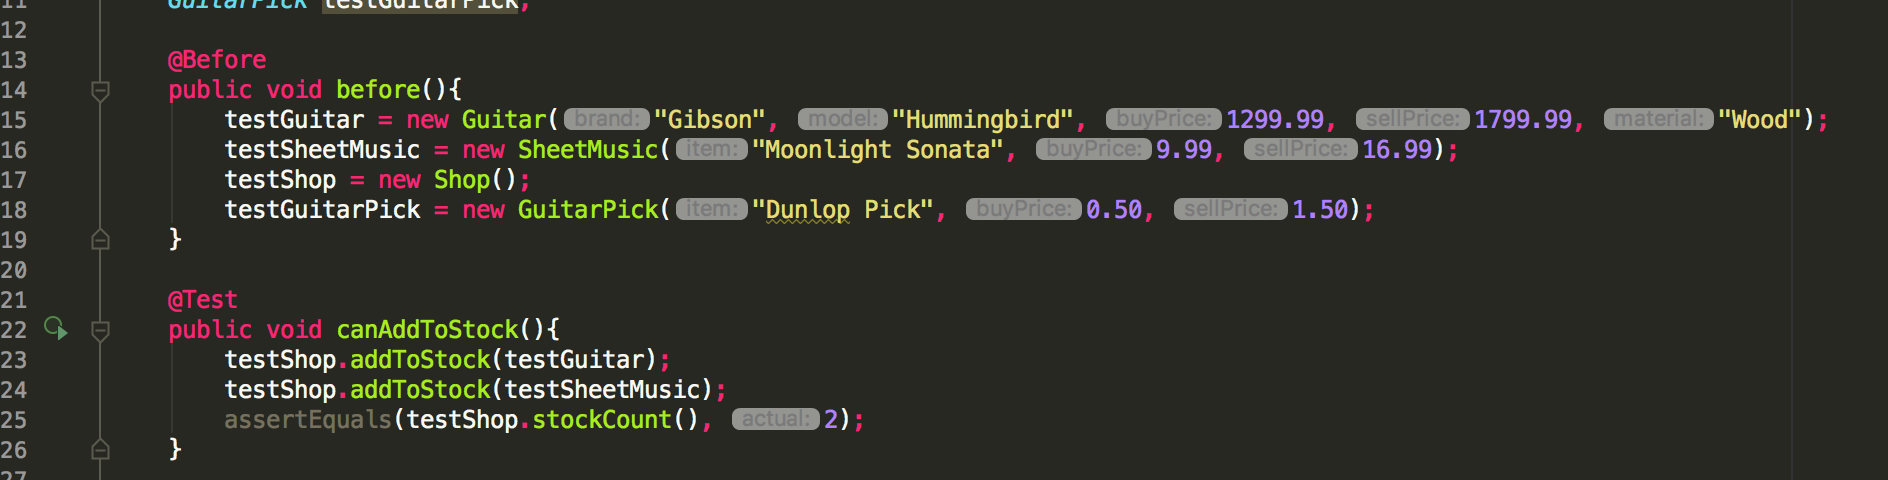 11 GuitarPick testGuitarPick;
12
13 @Before
14 public void before(){
15 testGuitar = new Guitar( brand: "Gibson", model: "Hummingbird", buyPrice: 1299.99, sellPrice: 1799.99, material: "Wood");
16 testSheetMusic = new SheetMusic( item: "Moonlight Sonata", buyPrice: 9.99, sellPrice: 16.99);
17 testShop = new Shop();
18 testGuitarPick = new GuitarPick( item: "Dunlop Pick", buyPrice: 0.50, sellPrice: 1.50);
19 }
20
21 @Test
22 public void canAddToStock(){
23 testShop.addToStock(testGuitar);
24 testShop.addToStock(testSheetMusic);
25 assertEquals(testShop.stockCount(), actual: 2);
26 }
27